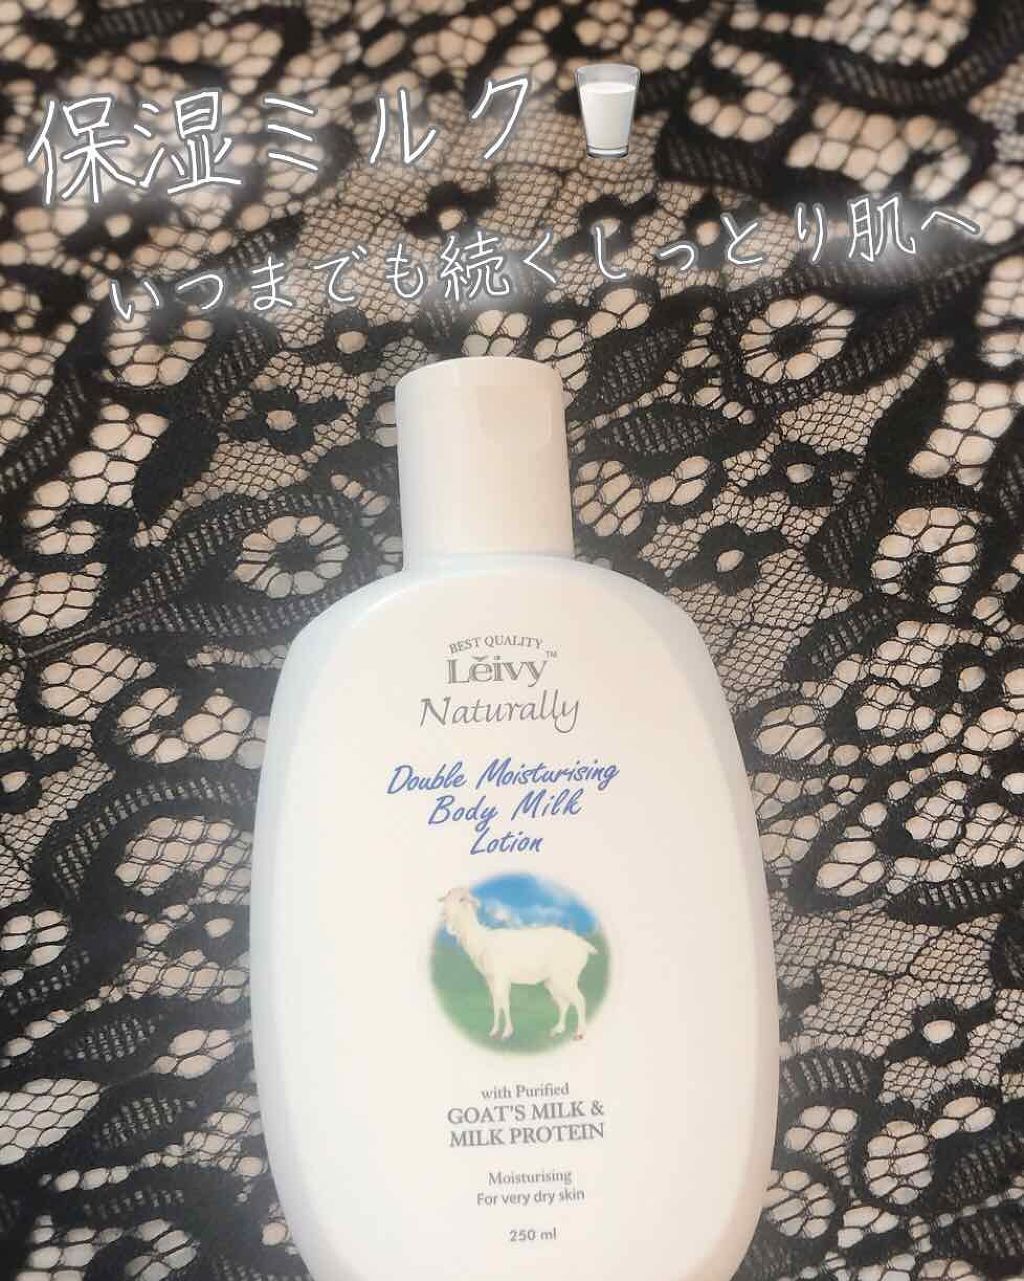 保湿ミルク🥛
いつまでも続くしっとり肌へ
BEST QUALITY
Lěivy™
Naturally
Double Moisturising
Body Milk
Lotion
with Purified
GOAT'S MILK &
MILK PROTEIN
Moisturising
For very dry skin
250 ml